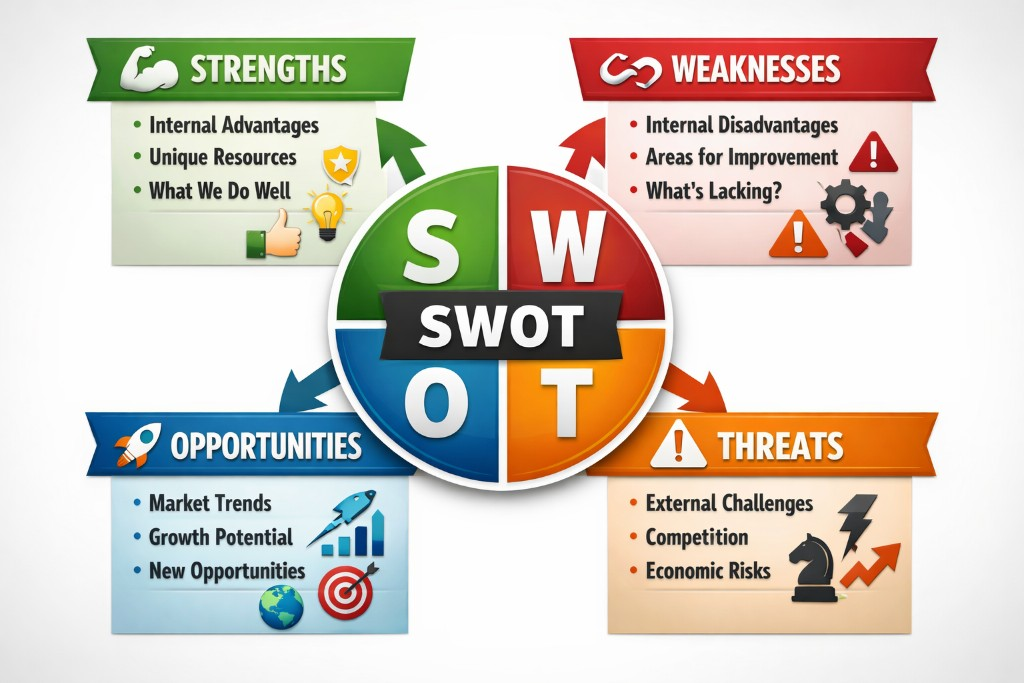 STRENGTHS
• Internal Advantages
• Unique Resources
• What We Do Well
WEAKNESSES
• Internal Disadvantages
• Areas for Improvement
• What's Lacking?
S
W
SWOT
O
T
OPPORTUNITIES
• Market Trends
• Growth Potential
• New Opportunities
THREATS
• External Challenges
• Competition
• Economic Risks